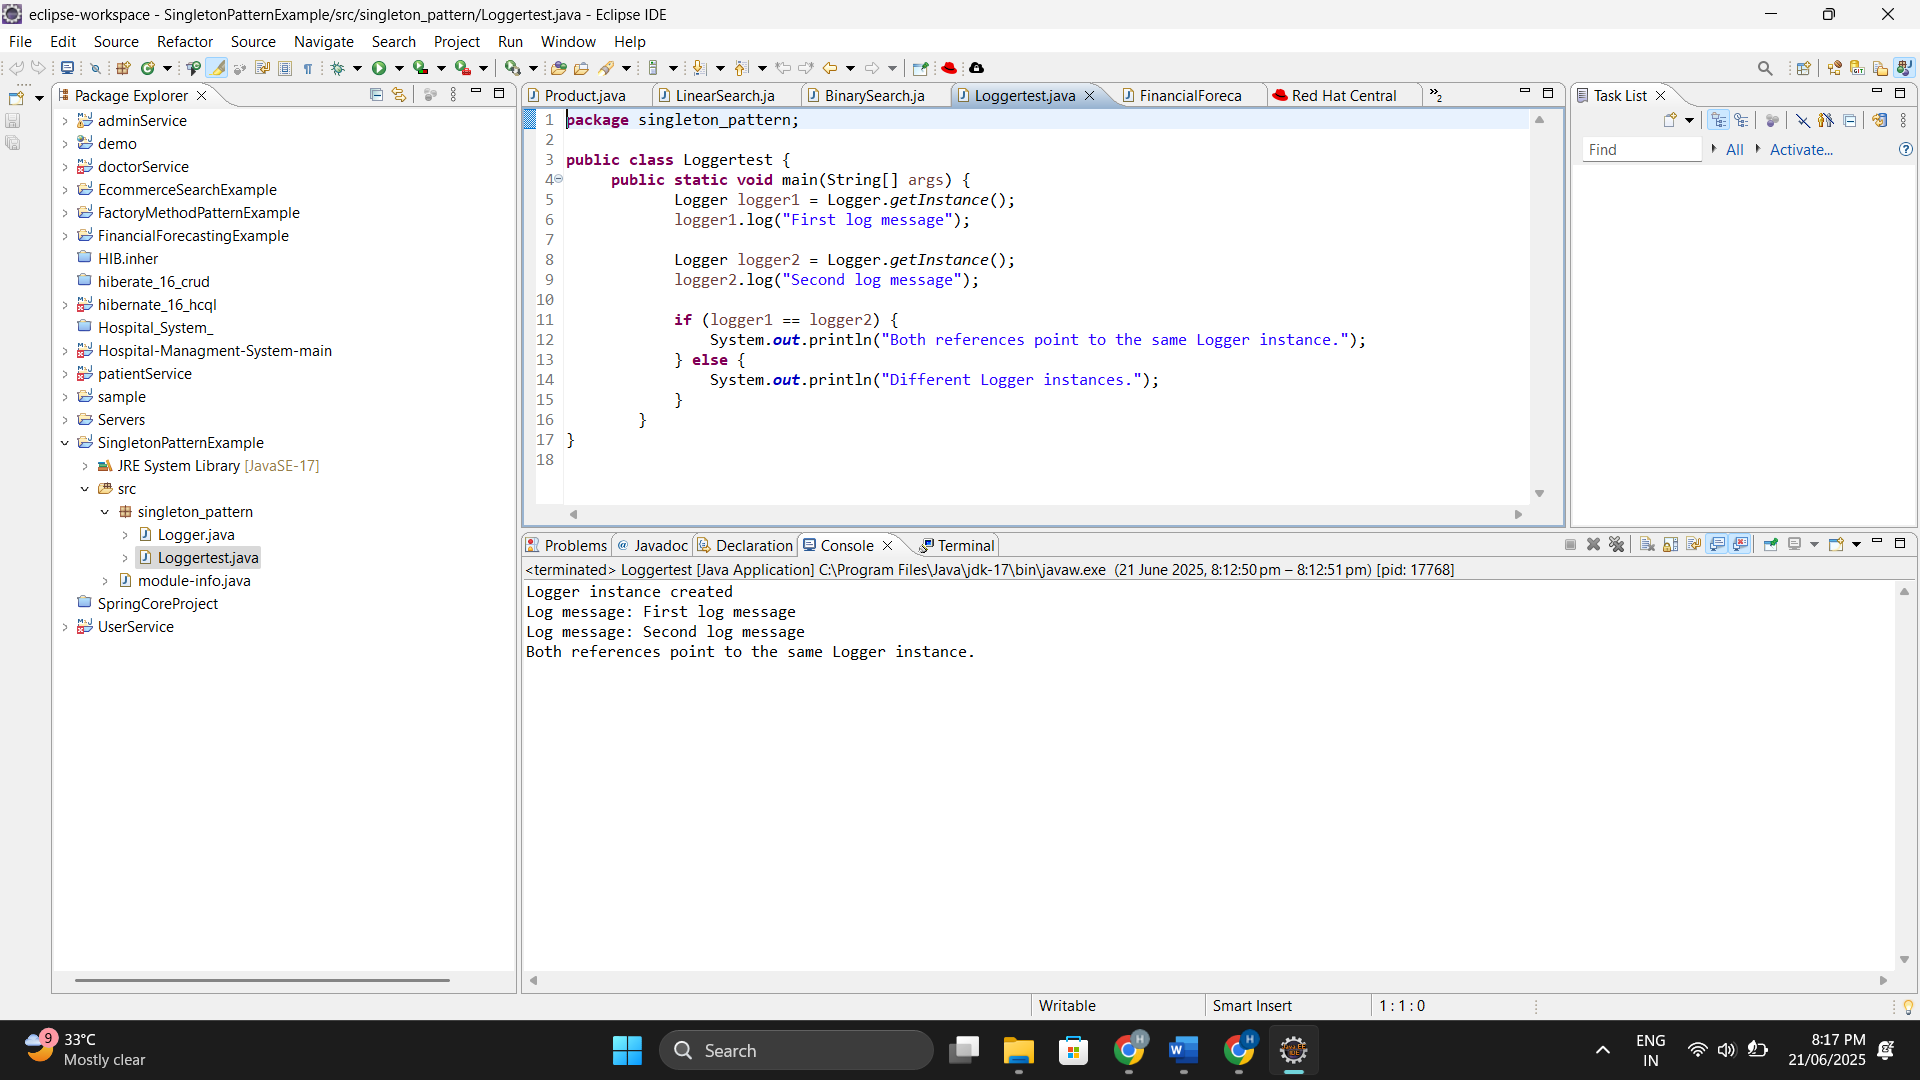 eclipse-workspace - SingletonPatternExample/src/singleton_pattern/Loggertest.java - Eclipse IDE
File Edit Source Refactor Source Navigate Search Project Run Window Help
Package Explorer
adminService
demo
doctorService
EcommerceSearchExample
FactoryMethodPatternExample
FinancialForecastingExample
HIB.inher
hiberate_16_crud
hibernate_16_hcql
Hospital_System_
Hospital-Managment-System-main
patientService
sample
Servers
SingletonPatternExample
JRE System Library [JavaSE-17]
src
singleton_pattern
Logger.java
Loggertest.java
module-info.java
SpringCoreProject
UserService
Product.java LinearSearch.ja BinarySearch.ja Loggertest.java FinancialForeca Red Hat Central »2
1 package singleton_pattern;
2
3 public class Loggertest {
4 public static void main(String[] args) {
5 Logger logger1 = Logger.getInstance();
6 logger1.log("First log message");
7
8 Logger logger2 = Logger.getInstance();
9 logger2.log("Second log message");
10
11 if (logger1 == logger2) {
12 System.out.println("Both references point to the same Logger instance.");
13 } else {
14 System.out.println("Different Logger instances.");
15 }
16 }
17 }
18
Task List
Find All Activate...
Problems Javadoc Declaration Console Terminal
<terminated> Loggertest [Java Application] C:\Program Files\Java\jdk-17\bin\javaw.exe (21 June 2025, 8:12:50 pm – 8:12:51 pm) [pid: 17768]
Logger instance created
Log message: First log message
Log message: Second log message
Both references point to the same Logger instance.
Writable Smart Insert 1 : 1 : 0
9
33°C
Mostly clear
Search
ENG
IN
8:17 PM
21/06/2025